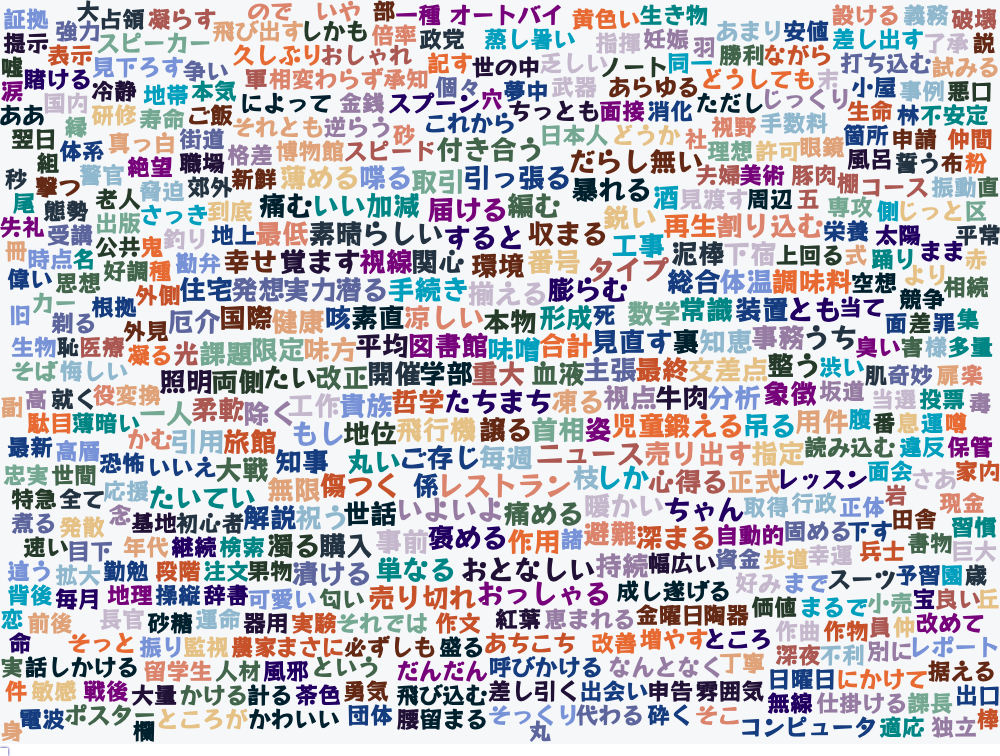 証拠 大 占領 凝らす ので いや 部 一種 オートバイ 黄色い 生き物 設ける 義務 破壊
強力 スピーカー 飛び出す しかも 倍率 政党 蒸し暑い 指揮 妊娠 羽 あまり 安値 差し出す 了承 説
提示 表示 久しぶり おしゃれ 記す 世の中 乏しい ノート 同一 勝利 ながら 打ち込む 試みる
嘘 賭ける 見下ろす 争い 軍 相変わらず 承知 個々 夢中 武器 あらゆる どうしても 末 小屋 事例 悪口
涙 国内 冷静 地帯 本気 によって 金銭 スプーン 穴 ちっとも 面接 消化 ただし じっくり 生命 林 不安定
ああ 縁 研修 寿命 ご飯 それとも 逆らう 砂 これから 日本人 どうか 社 視野 手数料 箇所 申請 仲間
翌日 体系 真っ白 街道 格差 博物館 スピード 付き合う だらし無い 理想 許可 眼鏡 風呂 誓う 布 粉
組 秒 撃つ 警官 絶望 職場 新鮮 薄める 喋る 取引 引っ張る 暴れる 酒 夫婦 美術 豚肉 棚 コース 振動 直
尾 態勢 老人 脅迫 郊外 到底 痛む いい加減 届ける 編む 鋭い 見渡す 周辺 五 専攻 側 じっと 区
失礼 受講 出版 さっき 釣り 地上 最低 素晴らしい すると 収まる 工事 再生 割り込む 栄養 太陽 平常
冊 時点 名 公共 鬼 勘弁 幸せ 覚ます 視線 関心 環境 番号 タイプ 泥棒 下宿 上回る 式 踊り まま 赤
偉い 思想 好調 種 住宅 発想 実力 潜る 手続き 揃える 膨らむ 総合 体温 調味料 空想 より 相続
旧 カー 根拠 外側 厄介 国際 健康 咳 素直 涼しい 本物 形成 死 数学 常識 装置 とも 当て 競争
剃る 外見 面 差 罪 集
生物 恥 医療 凝る 光 課題 限定 味方 平均 図書館 味噌 合計 見直す 裏 知恵 事務 うち 臭い 害 様 多量
そば 悔しい 照明 両側 たい 改正 開催 学部 重大 血液 主張 最終 交差点 整う 渋い 肌 奇妙 扉 楽
副 高 就く 役 変換 一人 柔軟 除く 工作 貴族 哲学 たちまち 凍る 視点 牛肉 分析 象徴 坂道 当選 投票 毒
駄目 薄暗い かむ 引用 旅館 もし 地位 飛行機 譲る 首相 姿 児童 鍛える 吊る 用件 腹 番 息 運 噂
最新 高層 恐怖 いいえ 大戦 知事 丸い ご存じ 毎週 ニュース 売り出す 指定 読み込む 違反 保管
忠実 世間 応援 たいてい 無限 傷つく 係 レストラン 枝 しか 心得る 正式 レッスン 面会 さあ 家内
特急 全て 念 基地 初心者 解説 祝う 世話 いよいよ 痛める 暖かい ちゃん 取得 行政 正体 岩 現金
煮る 発散 速い 目下 年代 継続 検索 濁る 購入 事前 褒める 作用 諸 避難 深まる 自動的 固める 下す 田舎 習慣
違う 拡大 勤勉 段階 注文 果物 漬ける 単なる おとなしい 持続 幅広い 資金 歩道 幸運 兵士 書物 巨大
背後 毎月 地理 操縦 辞書 可愛い 匂い 売り切れ おっしゃる 成し遂げる 好み まで スーツ 予習 園 歳
恋 前後 長官 砂糖 運命 器用 実験 それでは 作文 紅葉 恵まれる 金曜日 陶器 価値 まるで 小売 宝 良い 丘
命 そっと 振り 監視 農家 まさに 必ずしも 盛る あちこち 改善 増やす ところ 作曲 作物 員 仲 改めて
実話 しかける 留学生 人材 風邪 という だんだん 呼びかける なんとなく 丁寧 深夜 不利 別に レポート
件 敏感 戦後 大量 かける 計る 茶色 勇気 飛び込む 差し引く 出会い 申告 雰囲気 日曜日 にかけて 据える
身 電波 ポスター 欄 ところが かわいい 団体 腰 留まる そっくり 代わる 砕く そこ 無線 仕掛ける 課長 出口
丸 コンピュータ 適応 独立 棒